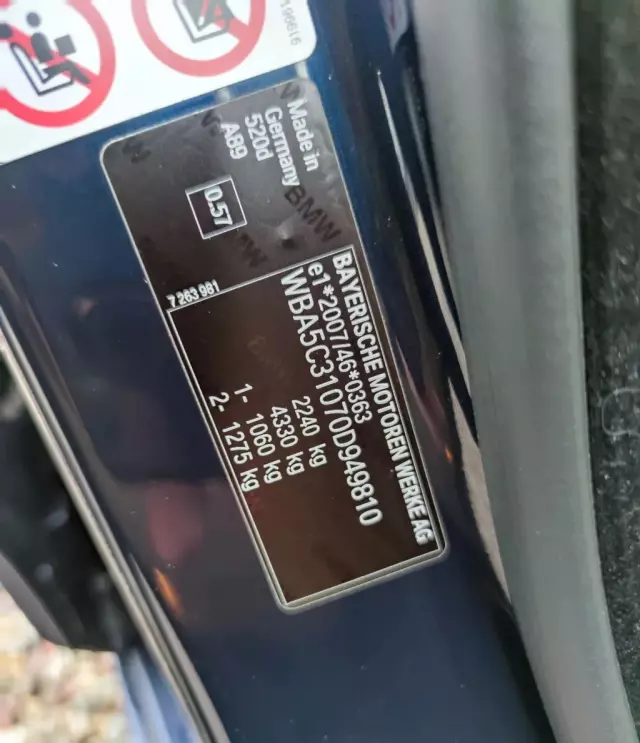 Made in
Germany
520d
A89
0.57
BMW
7 263 981
BAYERISCHE MOTOREN WERKE AG
e1*2007/46*0363
WBA5C31070D949810
2240 kg
4330 kg
1- 1060 kg
2- 1275 kg